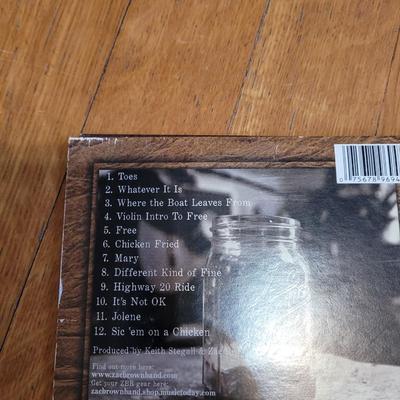 1. Toes
2. Whatever It Is
3. Where the Boat Leaves From
4. Violin Intro To Free
5. Free
6. Chicken Fried
7. Mary
8. Different Kind of Fine
9. Highway 20 Ride
10. It's Not OK
11. Jolene
12. Sic 'em on a Chicken
Produced by Keith Stegall &
Find out more here:
www.zacbrownband.com
Get your ZBB gear here:
zacbrownband.shop.musictoday.com
0 75678 9694